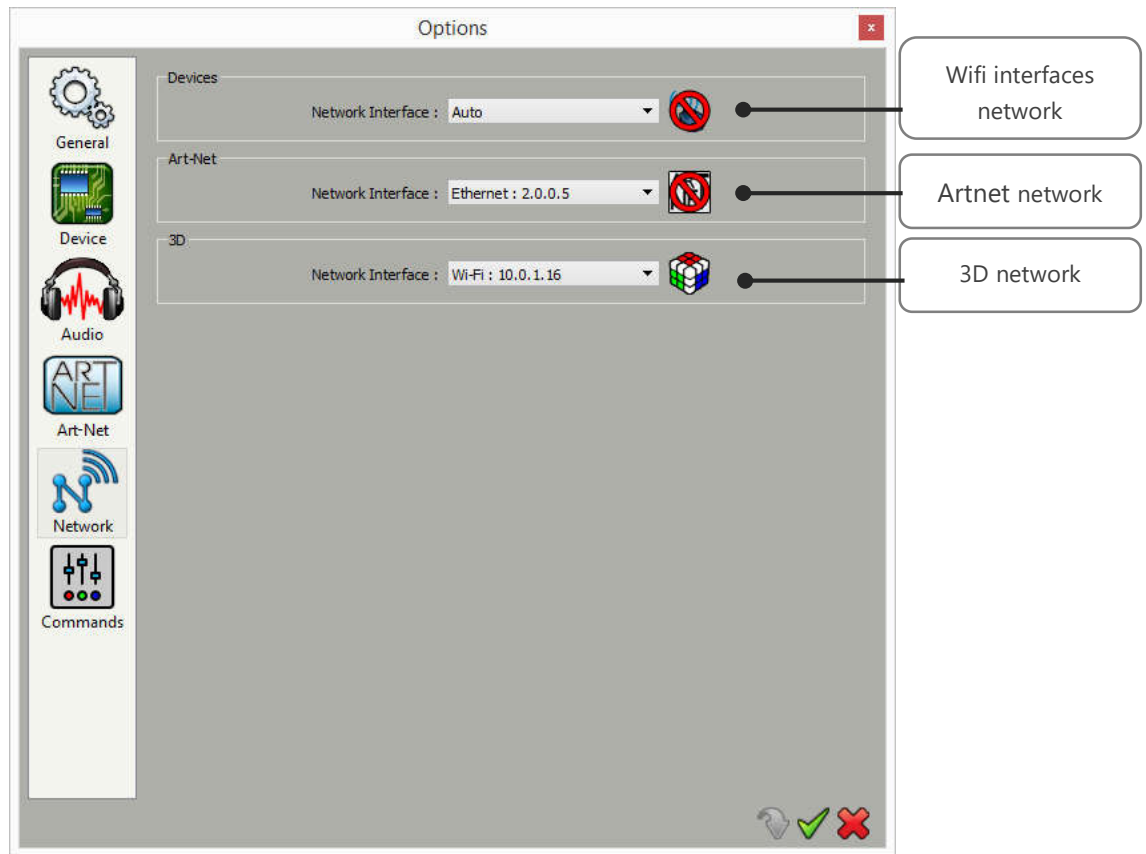 Options
x
General
Device
Audio
ART
NET
Art-Net
Network
Commands
Devices
Network Interface : Auto
Art-Net
Network Interface : Ethernet : 2.0.0.5
3D
Network Interface : Wi-Fi : 10.0.1.16
Wifi interfaces
network
Artnet network
3D network